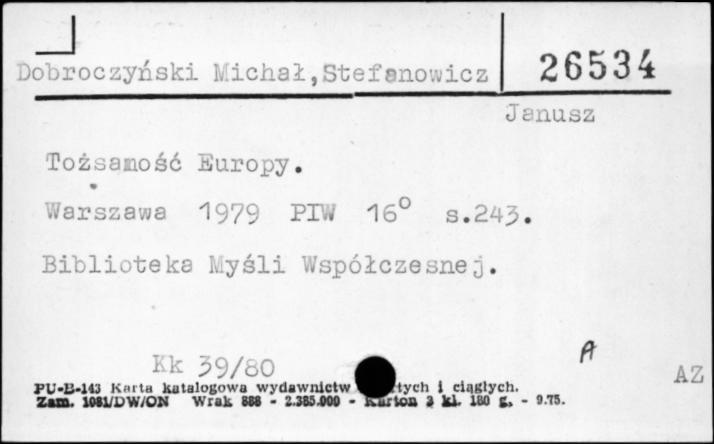 Dobroczyński Michał,Stefanowicz 26534
Janusz
Tożsamość Europy.
Warszawa 1979 PIW 16° s.243.
Biblioteka Myśli Współczesnej.
A
Kk 39/80
AZ
PU-B-143 Karta katalogowa wydawnictw tych i ciągłych.
Zam. 1081/DW/ON Wrak 888 - 2.385.000 - Karton 3 kl. 180 g. - 9.75.